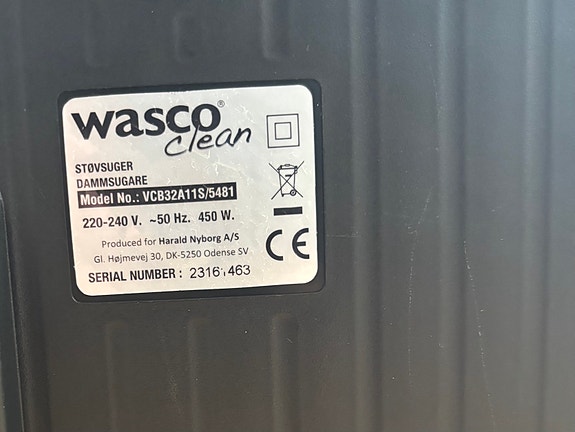 wasco®
clean
STØVSUGER
DAMMSUGARE
Model No.: VCB32A11S/5481
220-240 V. ~50 Hz. 450 W.
Produced for Harald Nyborg A/S
Gl. Højmevej 30, DK-5250 Odense SV
CE
SERIAL NUMBER :